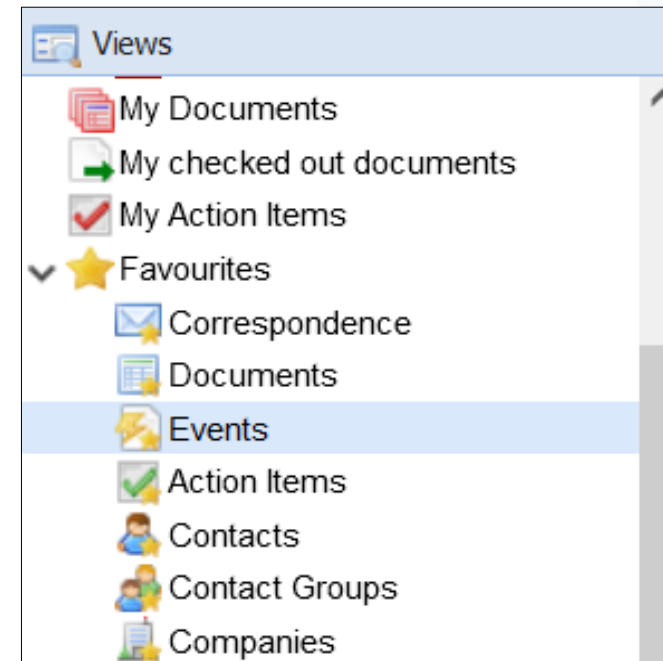 Views
My Documents
My checked out documents
My Action Items
Favourites
Correspondence
Documents
Events
Action Items
Contacts
Contact Groups
Companies